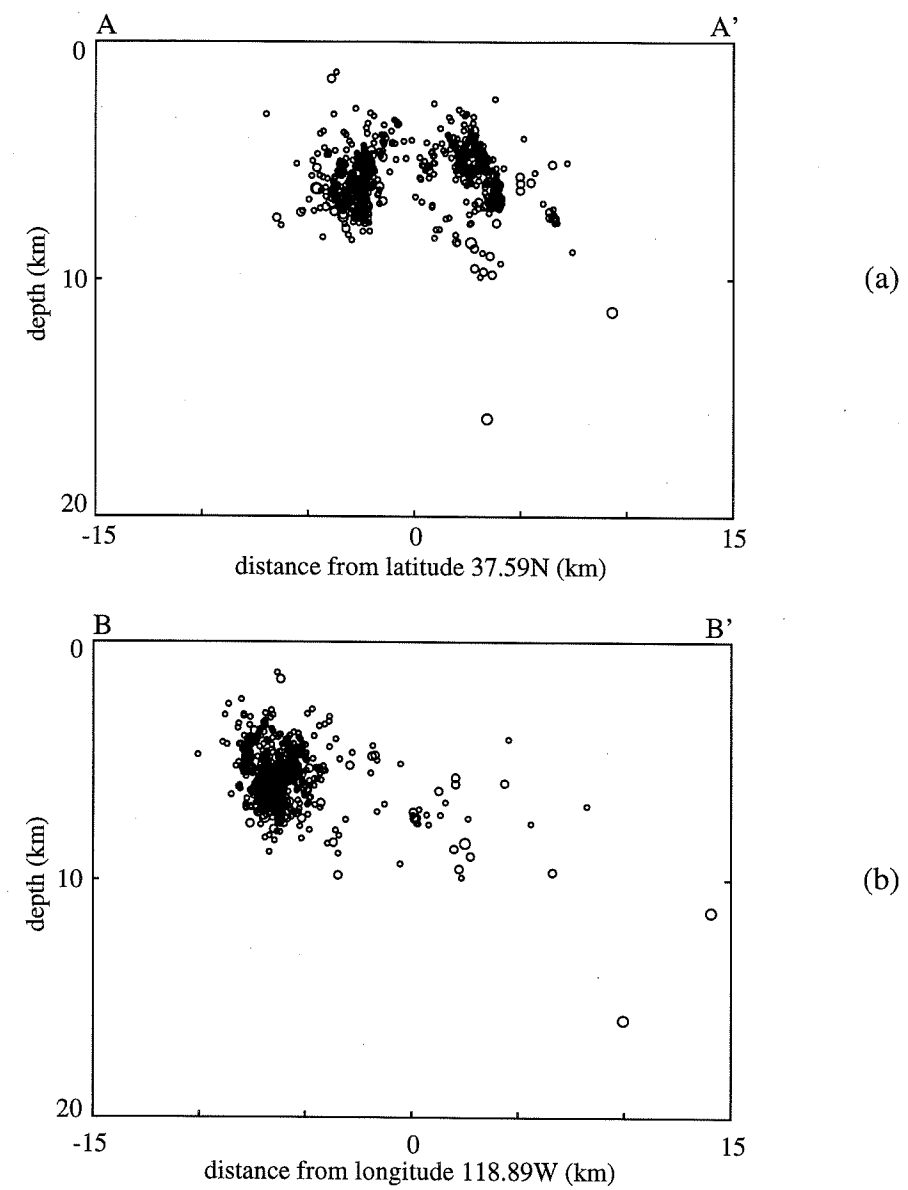 A A’
0
10
20
depth (km)
-15 0 15
distance from latitude 37.59N (km)
(a)
B B’
0
10
20
depth (km)
-15 0 15
distance from longitude 118.89W (km)
(b)